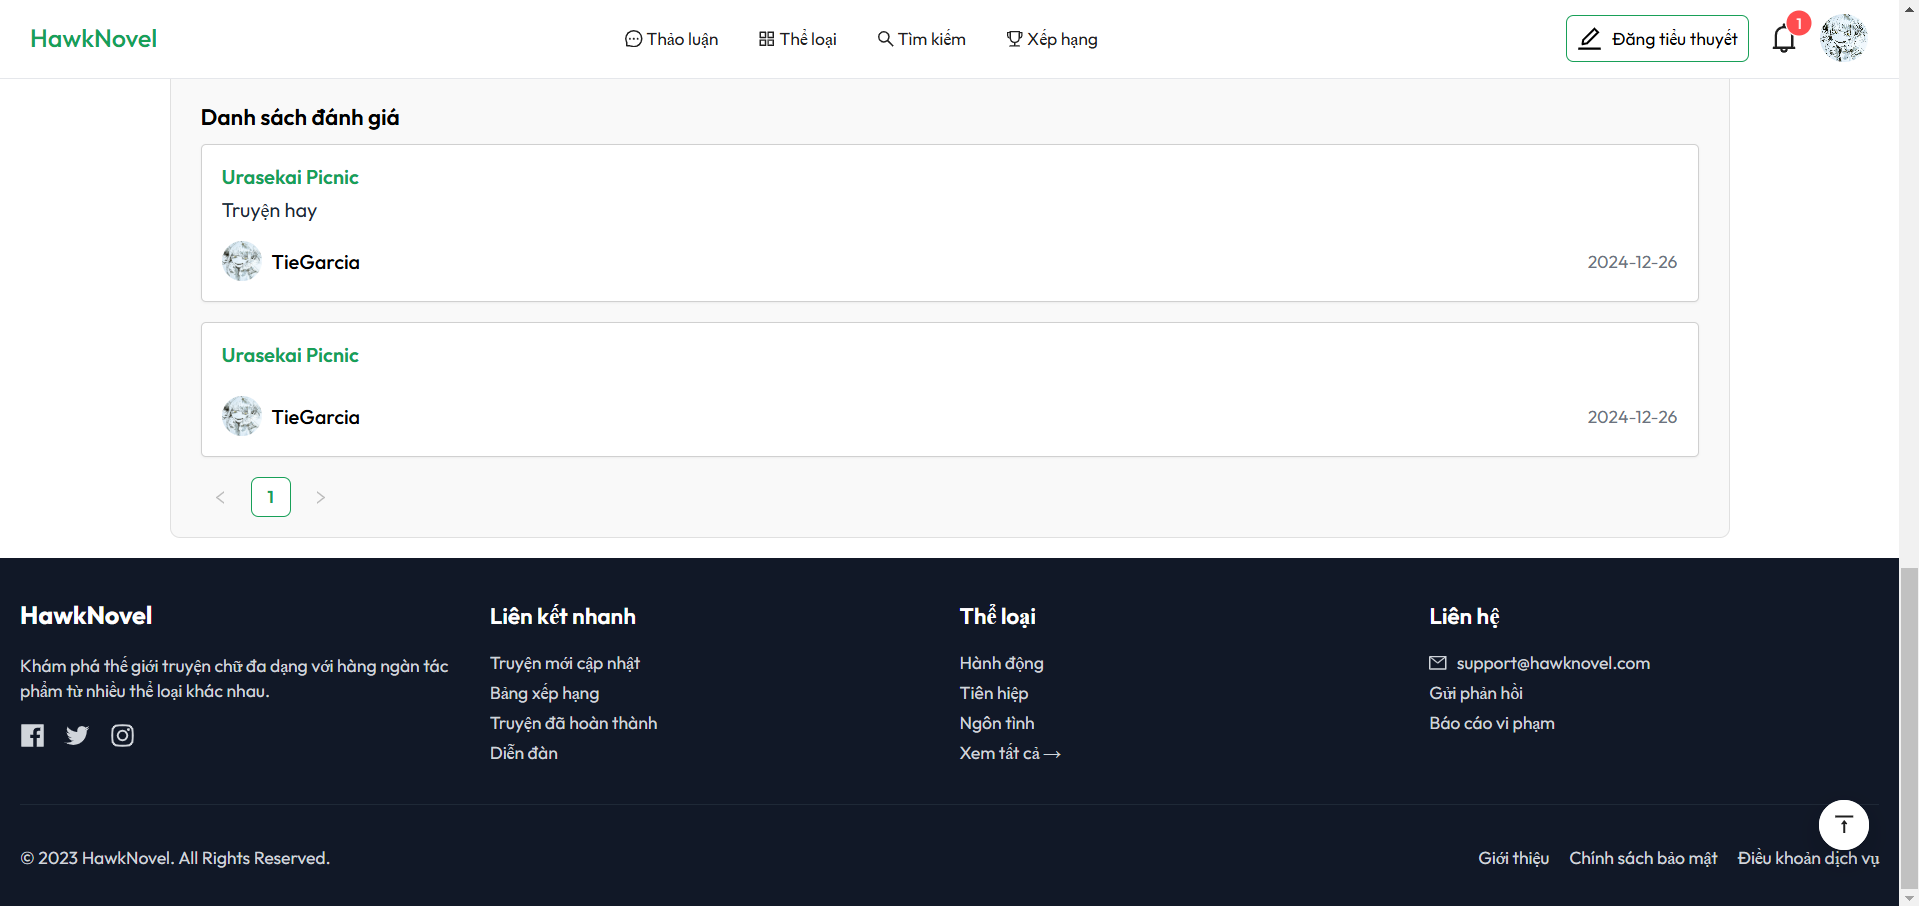 HawkNovel
Thảo luận
Thể loại
Tìm kiếm
Xếp hạng
Đăng tiểu thuyết
1
Danh sách đánh giá
Urasekai Picnic
Truyện hay
TieGarcia
2024-12-26
Urasekai Picnic
TieGarcia
2024-12-26
1
HawkNovel
Khám phá thế giới truyện chữ đa dạng với hàng ngàn tác
phẩm từ nhiều thể loại khác nhau.
Liên kết nhanh
Truyện mới cập nhật
Bảng xếp hạng
Truyện đã hoàn thành
Diễn đàn
Thể loại
Hành động
Tiên hiệp
Ngôn tình
Xem tất cả →
Liên hệ
support@hawknovel.com
Gửi phản hồi
Báo cáo vi phạm
© 2023 HawkNovel. All Rights Reserved.
Giới thiệu
Chính sách bảo mật
Điều khoản dịch vụ